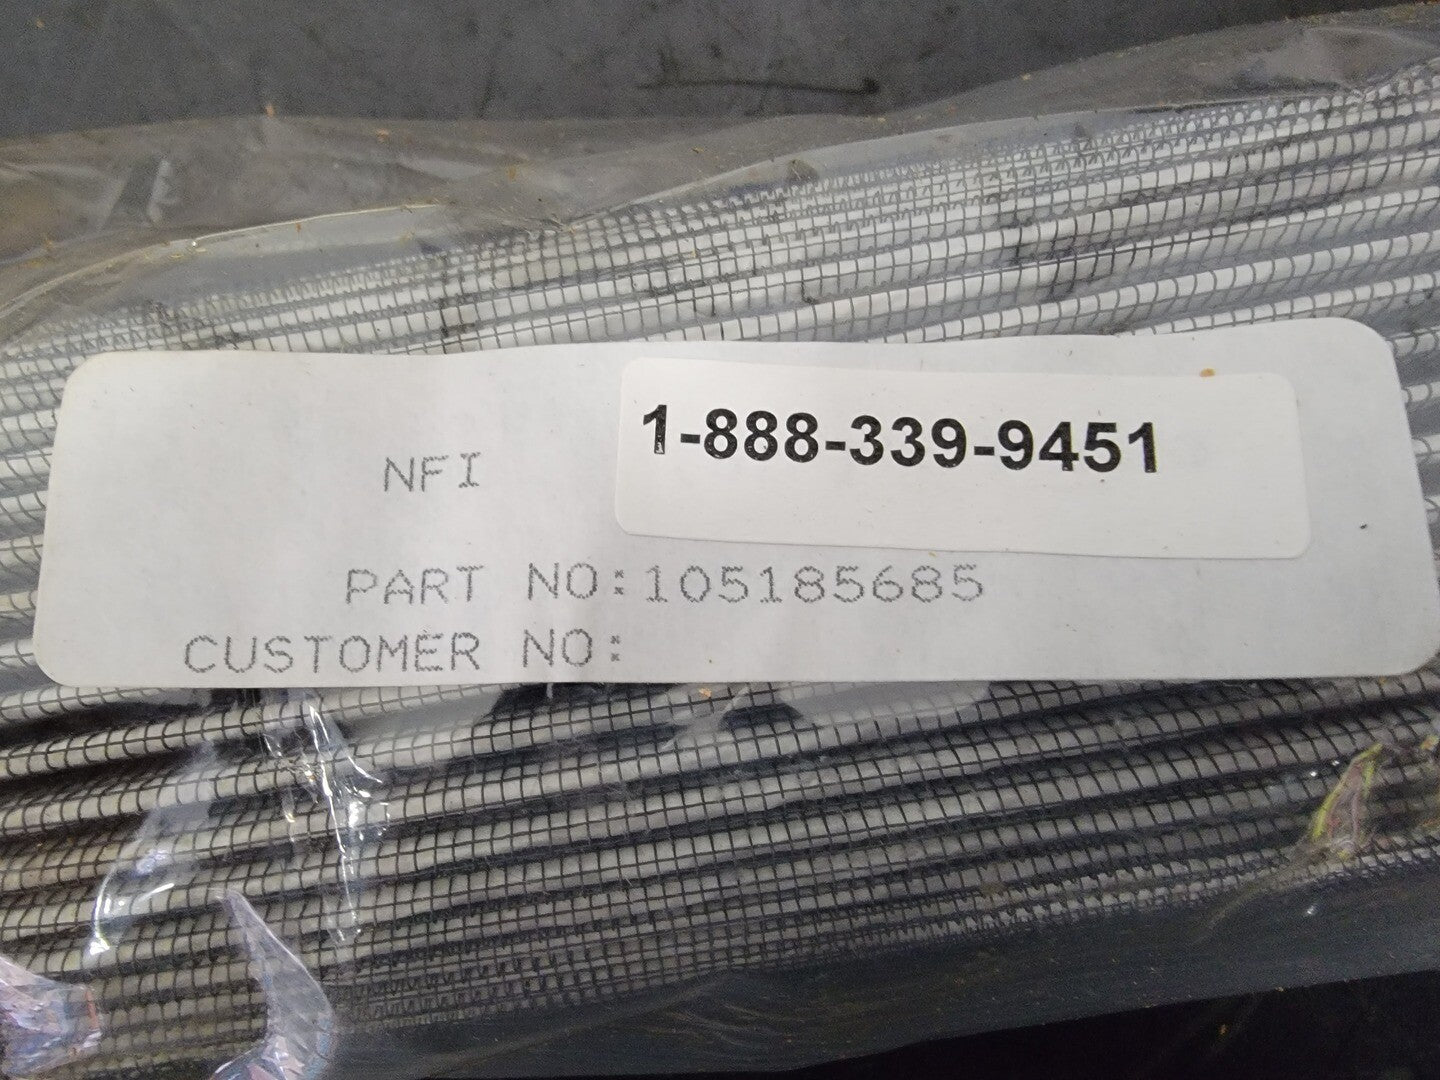 1-888-339-9451
NFI
PART NO:105185685
CUSTOMER NO: